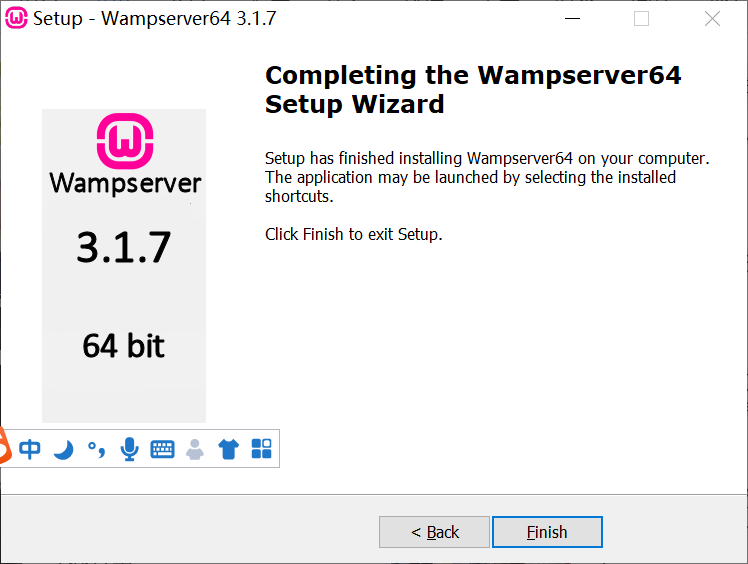 Setup - Wampserver64 3.1.7
Completing the Wampserver64
Setup Wizard
Wampserver
3.1.7
64 bit
Setup has finished installing Wampserver64 on your computer.
The application may be launched by selecting the installed
shortcuts.
Click Finish to exit Setup.
中
< Back
Finish